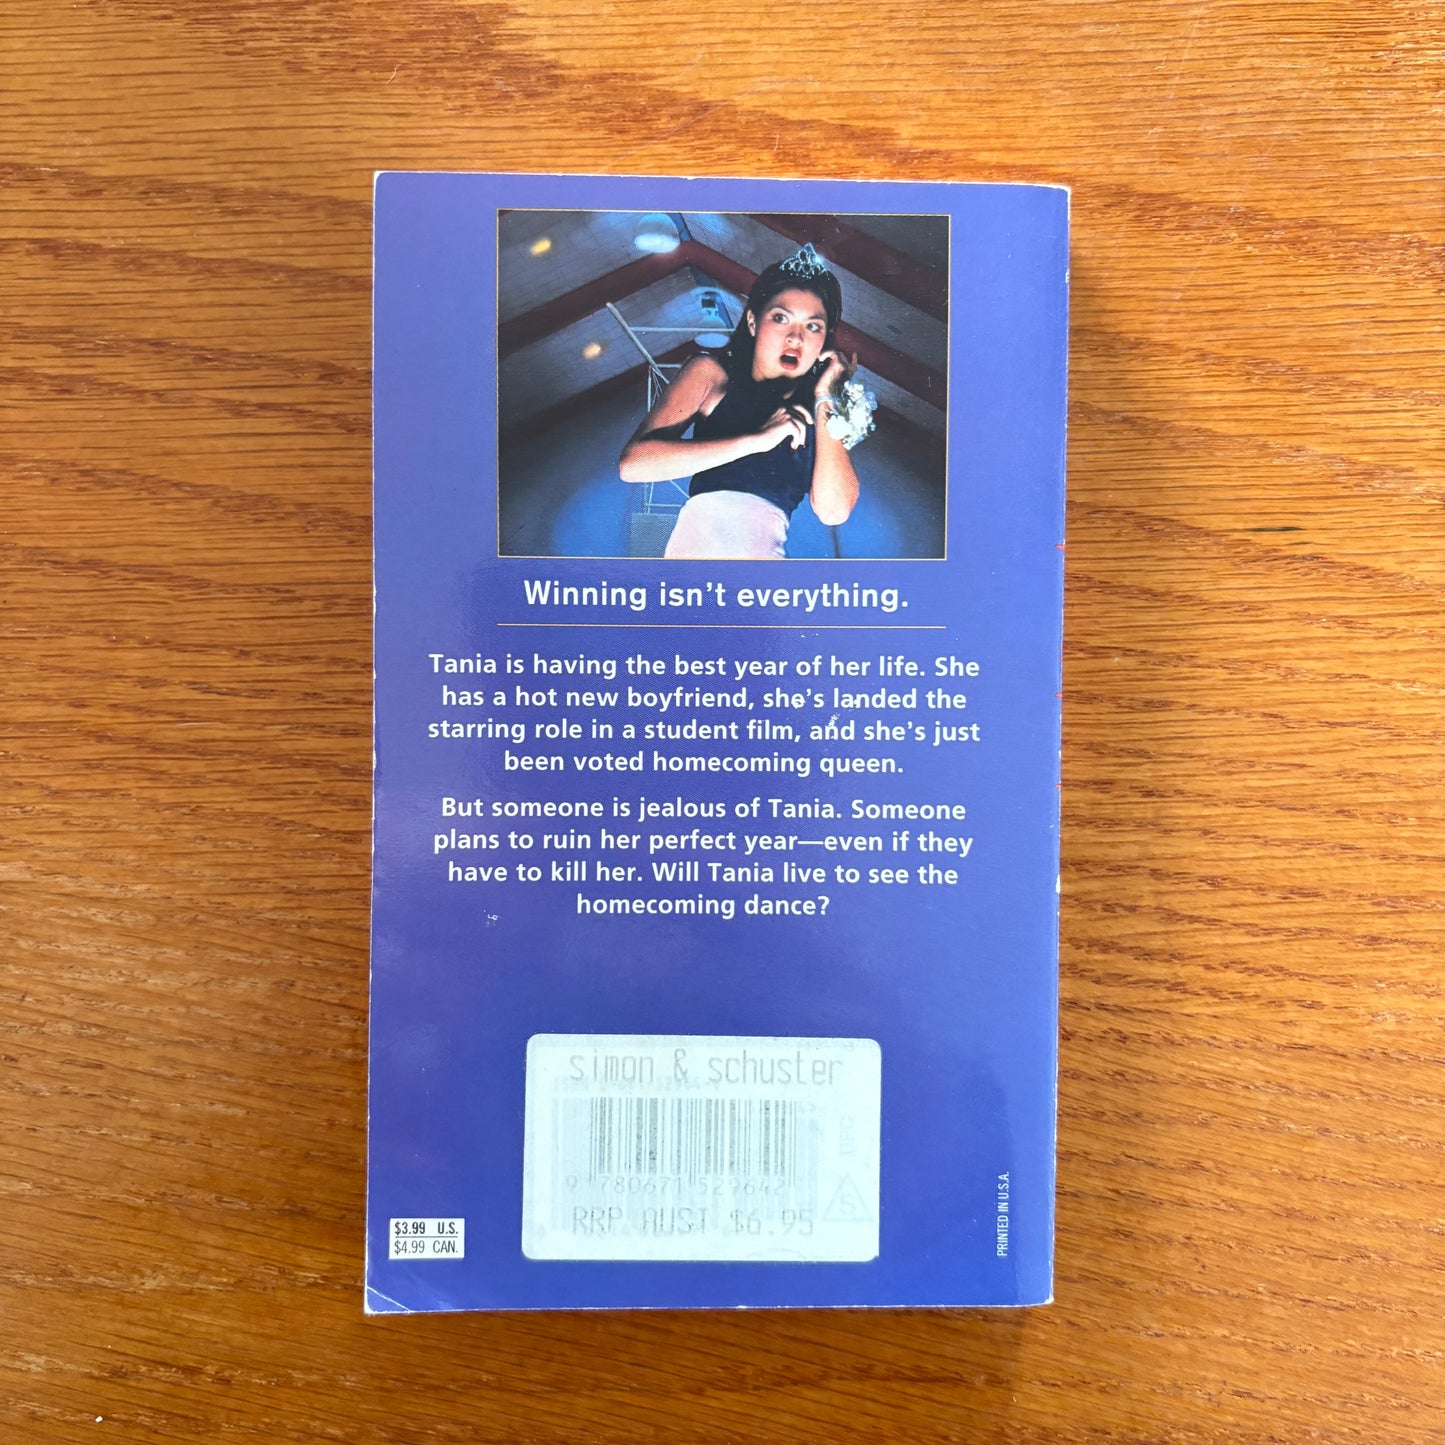 Winning isn't everything.
Tania is having the best year of her life. She
has a hot new boyfriend, she's landed the
starring role in a student film, and she's just
been voted homecoming queen.
But someone is jealous of Tania. Someone
plans to ruin her perfect year—even if they
have to kill her. Will Tania live to see the
homecoming dance?
simon & schuster
9 780671 529642
RRP AUST $6.95
$3.99 U.S.
$4.99 CAN.
PRINTED IN U.S.A.